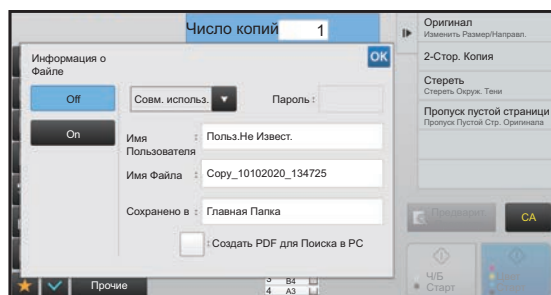 Число копий 1
Информация о
Файле
OK
Off
On
Совм. использ.
Пароль :
Имя : Польз.Не Извест.
Пользователя
Имя Файла : Copy_10102020_134725
Сохранено в : Главная Папка
: Создать PDF для Поиска в PC
Прочие
3 B4
4 A3
Оригинал
Изменить Размер/Направл.
2-Стор. Копия
Стереть
Стереть Окруж. Тени
Пропуск пустой страници
Пропуск Пустой Стр. Оригинала
CA
Ч/Б
Старт